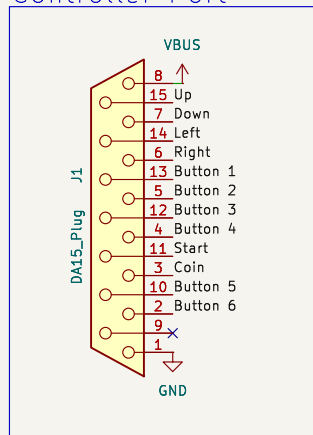 Controller Port
VBUS
8
15 Up
7 Down
14 Left
6 Right
13 Button 1
5 Button 2
12 Button 3
4 Button 4
11 Start
3 Coin
10 Button 5
2 Button 6
9
1
GND
J1
DA15_Plug